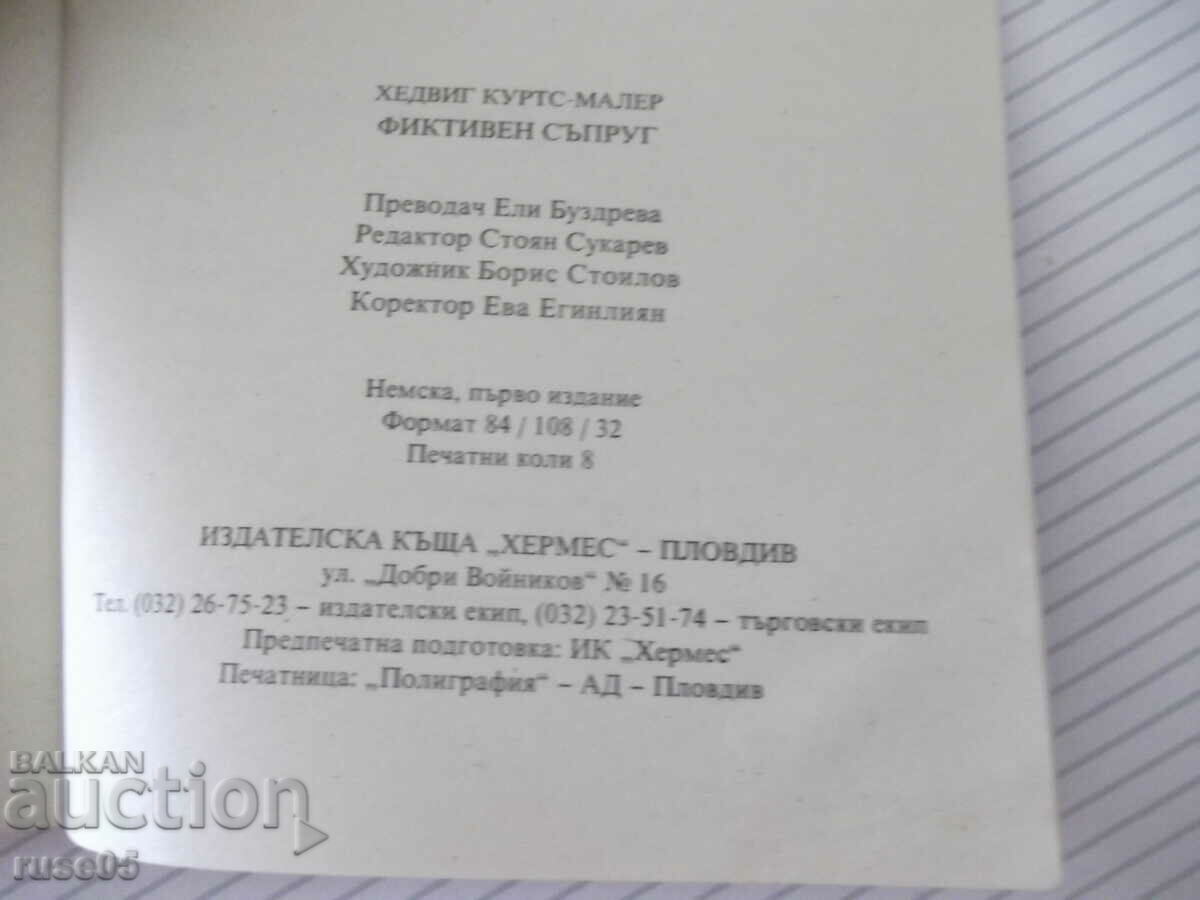 ХЕДВИГ КУРТС-МАЛЕР
ФИКТИВЕН СЪПРУГ
Преводач Ели Буздрева
Редактор Стоян Сукарев
Художник Борис Стоилов
Коректор Ева Егинлиян
Немска, първо издание
Формат 84 / 108 / 32
Печатни коли 8
ИЗДАТЕЛСКА КЪЩА „ХЕРМЕС“ – ПЛОВДИВ
ул. „Добри Войников“ № 16
Тел. (032) 26-75-23 – издателски екип, (032) 23-51-74 – търговски екип
Предпечатна подготовка: ИК „Хермес“
Печатница: „Полиграфия“ – АД – Пловдив
BALKAN
auction
ruse05